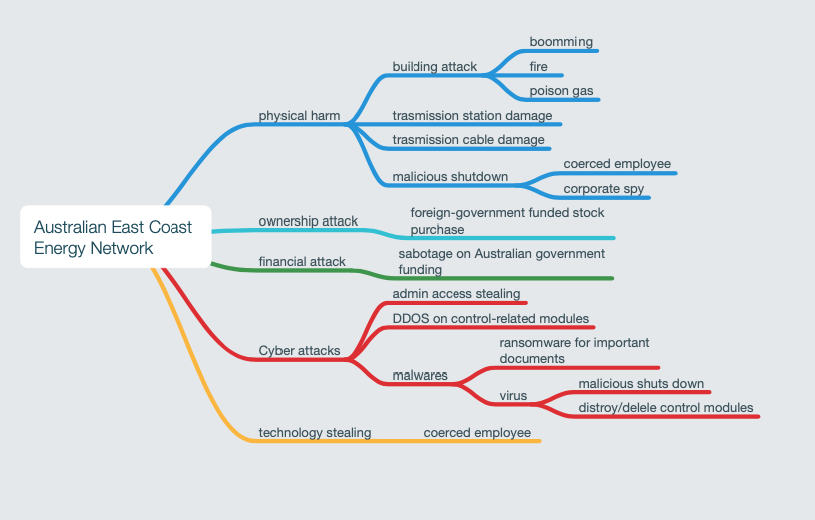 boomming
building attack
fire
poison gas
physical harm
trasmission station damage
trasmission cable damage
coerced employee
malicious shutdown
corporate spy
Australian East Coast
Energy Network
ownership attack
foreign-government funded stock
purchase
financial attack
sabotage on Australian government
funding
admin access stealing
DDOS on control-related modules
Cyber attacks
ransomware for important
documents
malwares
virus
malicious shuts down
distroy/delele control modules
technology stealing
coerced employee